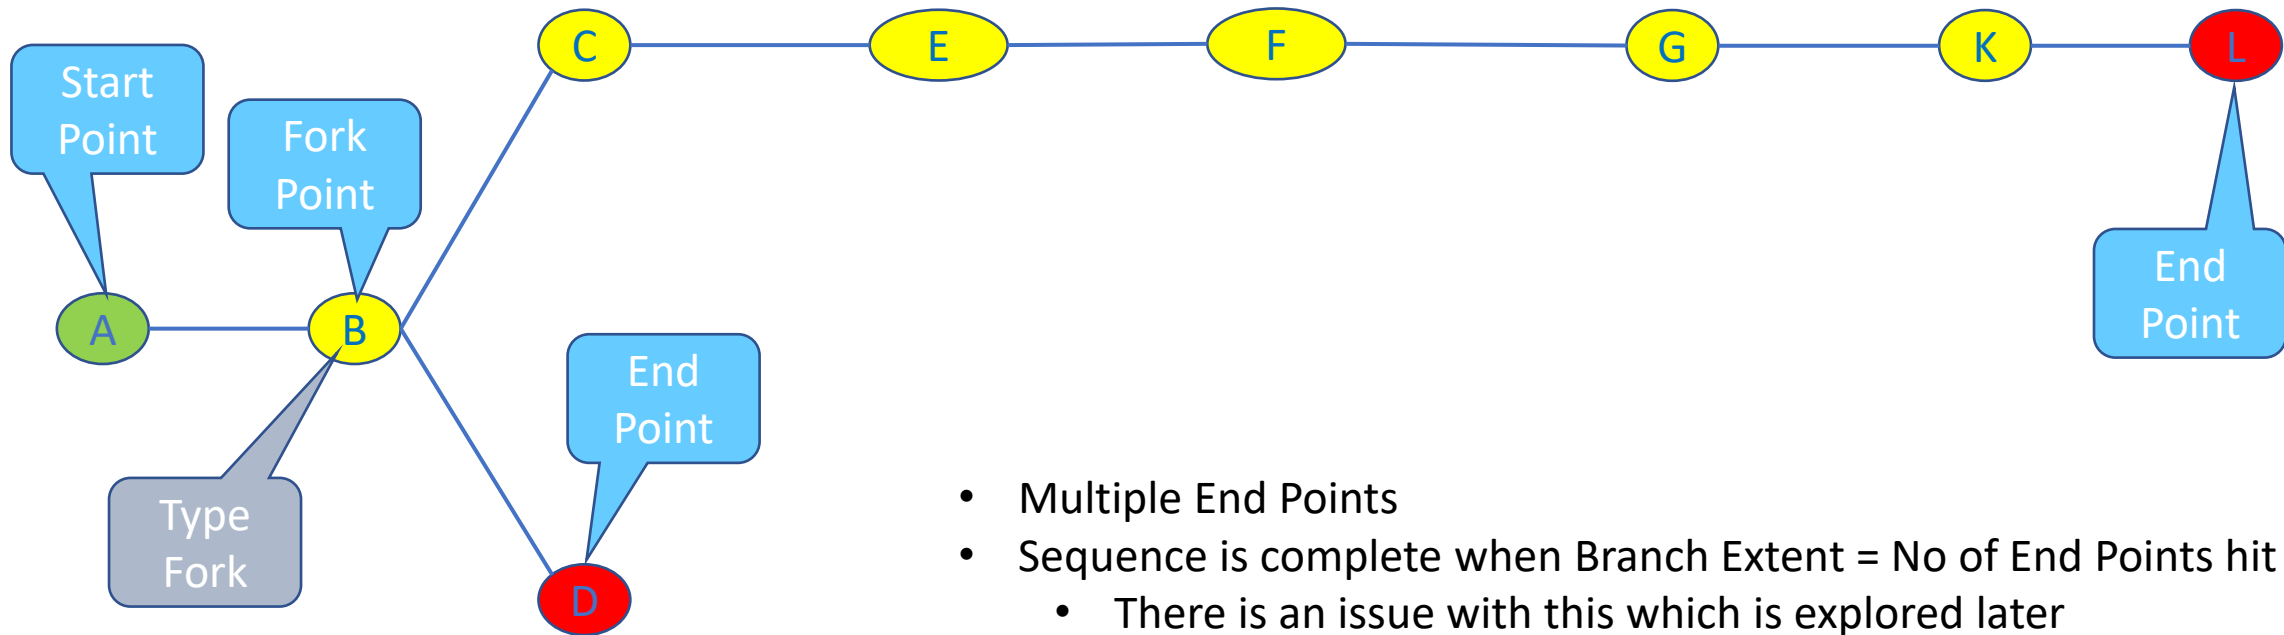 C
E
F
G
K
L
Start
Point
Fork
Point
End
Point
A
B
End
Point
Type
Fork
D
• Multiple End Points
• Sequence is complete when Branch Extent = No of End Points hit
• There is an issue with this which is explored later